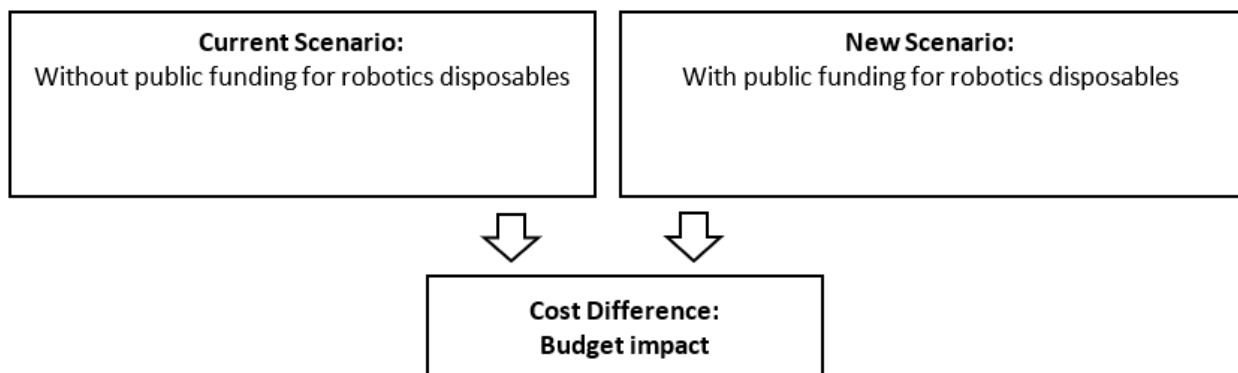 Current Scenario:
Without public funding for robotics disposables
New Scenario:
With public funding for robotics disposables
Cost Difference:
Budget impact